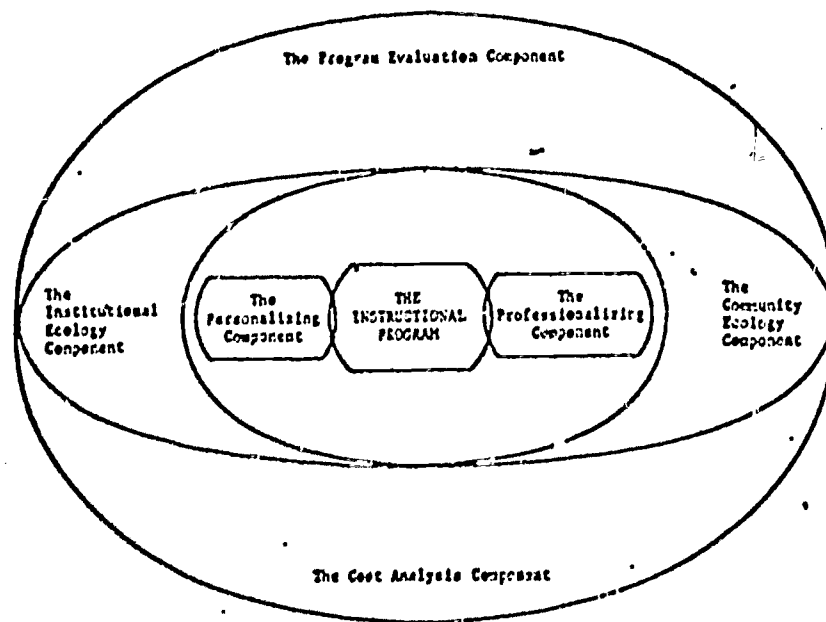 The Program Evaluation Component
The
Institutional
Ecology
Component
The
Personalizing
Component
THE
INSTRUCTIONAL
PROGRAM
The
Professionalizing
Component
The
Community
Ecology
Component
The Cost Analysis Component